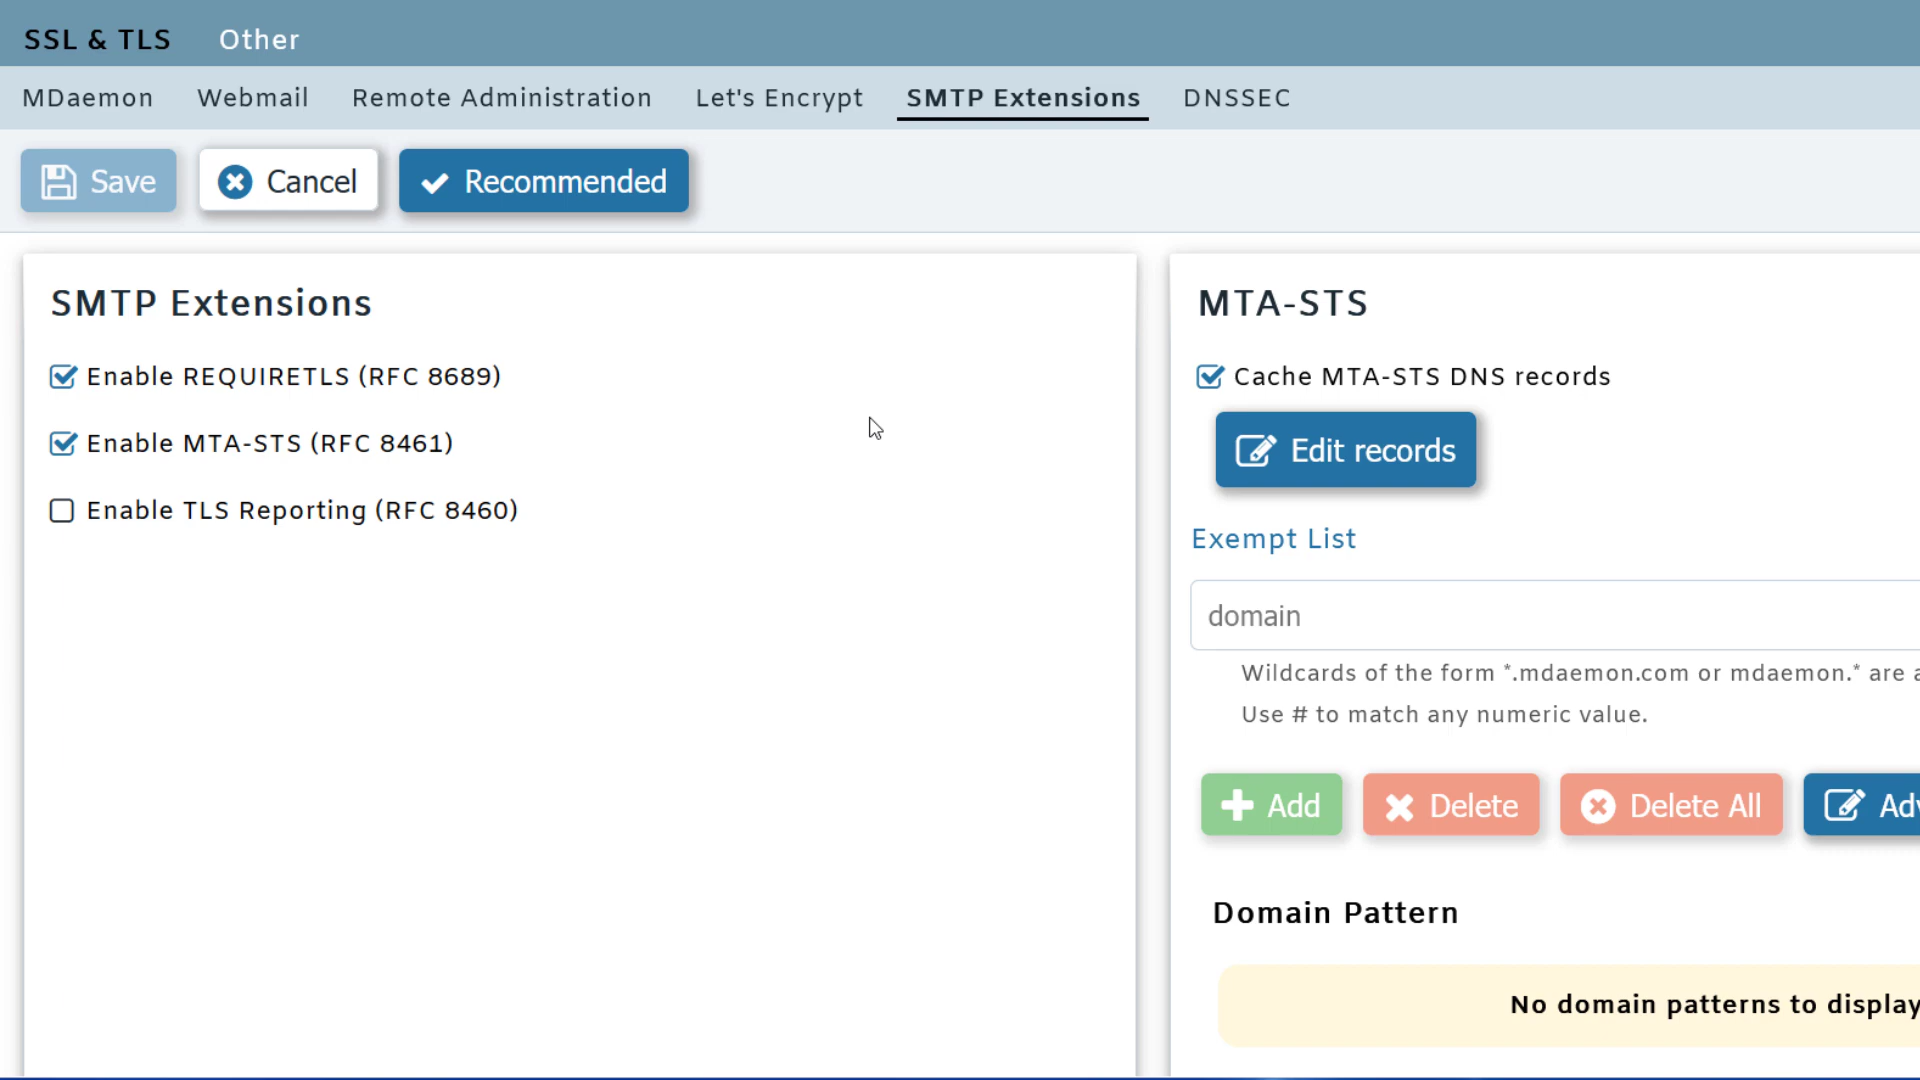 SSL & TLS Other
MDaemon Webmail Remote Administration Let's Encrypt SMTP Extensions DNSSEC
Save Cancel Recommended
SMTP Extensions
Enable REQUIRETLS (RFC 8689)
Enable MTA-STS (RFC 8461)
Enable TLS Reporting (RFC 8460)
MTA-STS
Cache MTA-STS DNS records
Edit records
Exempt List
domain
Wildcards of the form *.mdaemon.com or mdaemon.* are
Use # to match any numeric value.
Add Delete Delete All
Domain Pattern
No domain patterns to display